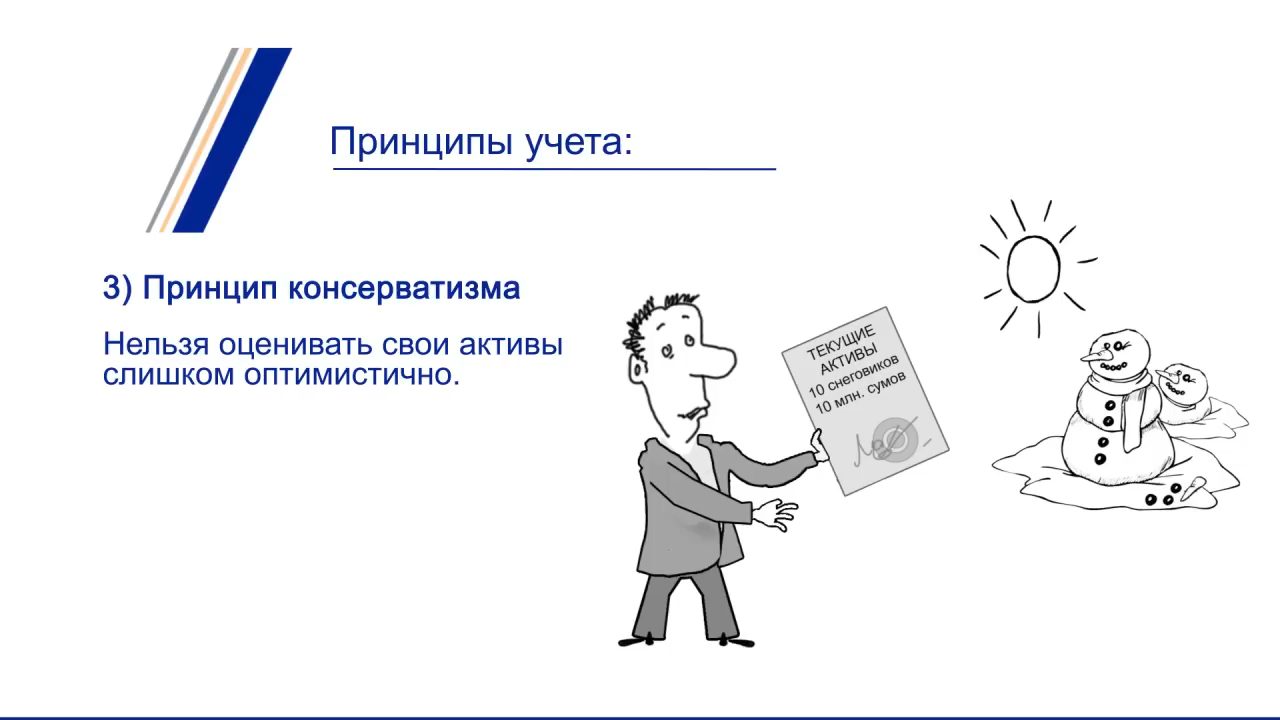 Принципы учета:
3) Принцип консерватизма
Нельзя оценивать свои активы
слишком оптимистично.
ТЕКУЩИЕ
АКТИВЫ
10 снеговиков
10 млн. сумов